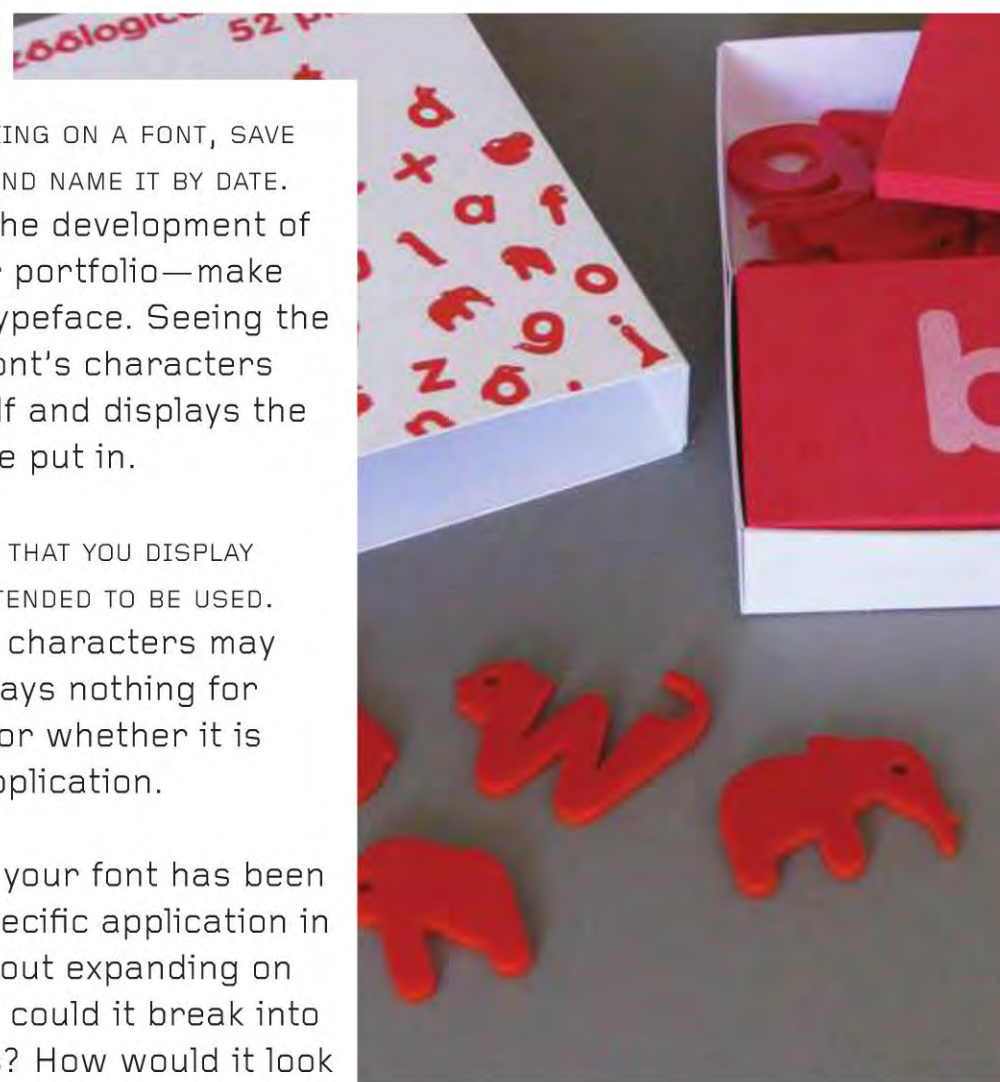 zoological
52
ING ON A FONT, SAVE
ND NAME IT BY DATE.
he development of
portfolio—make
ypeface. Seeing the
ont's characters
lf and displays the
e put in.
THAT YOU DISPLAY
TENDED TO BE USED.
characters may
ays nothing for
or whether it is
pplication.
your font has been
ecific application in
out expanding on
could it break into
? How would it look
d
x
a f
l
o
g i
z o
n
b